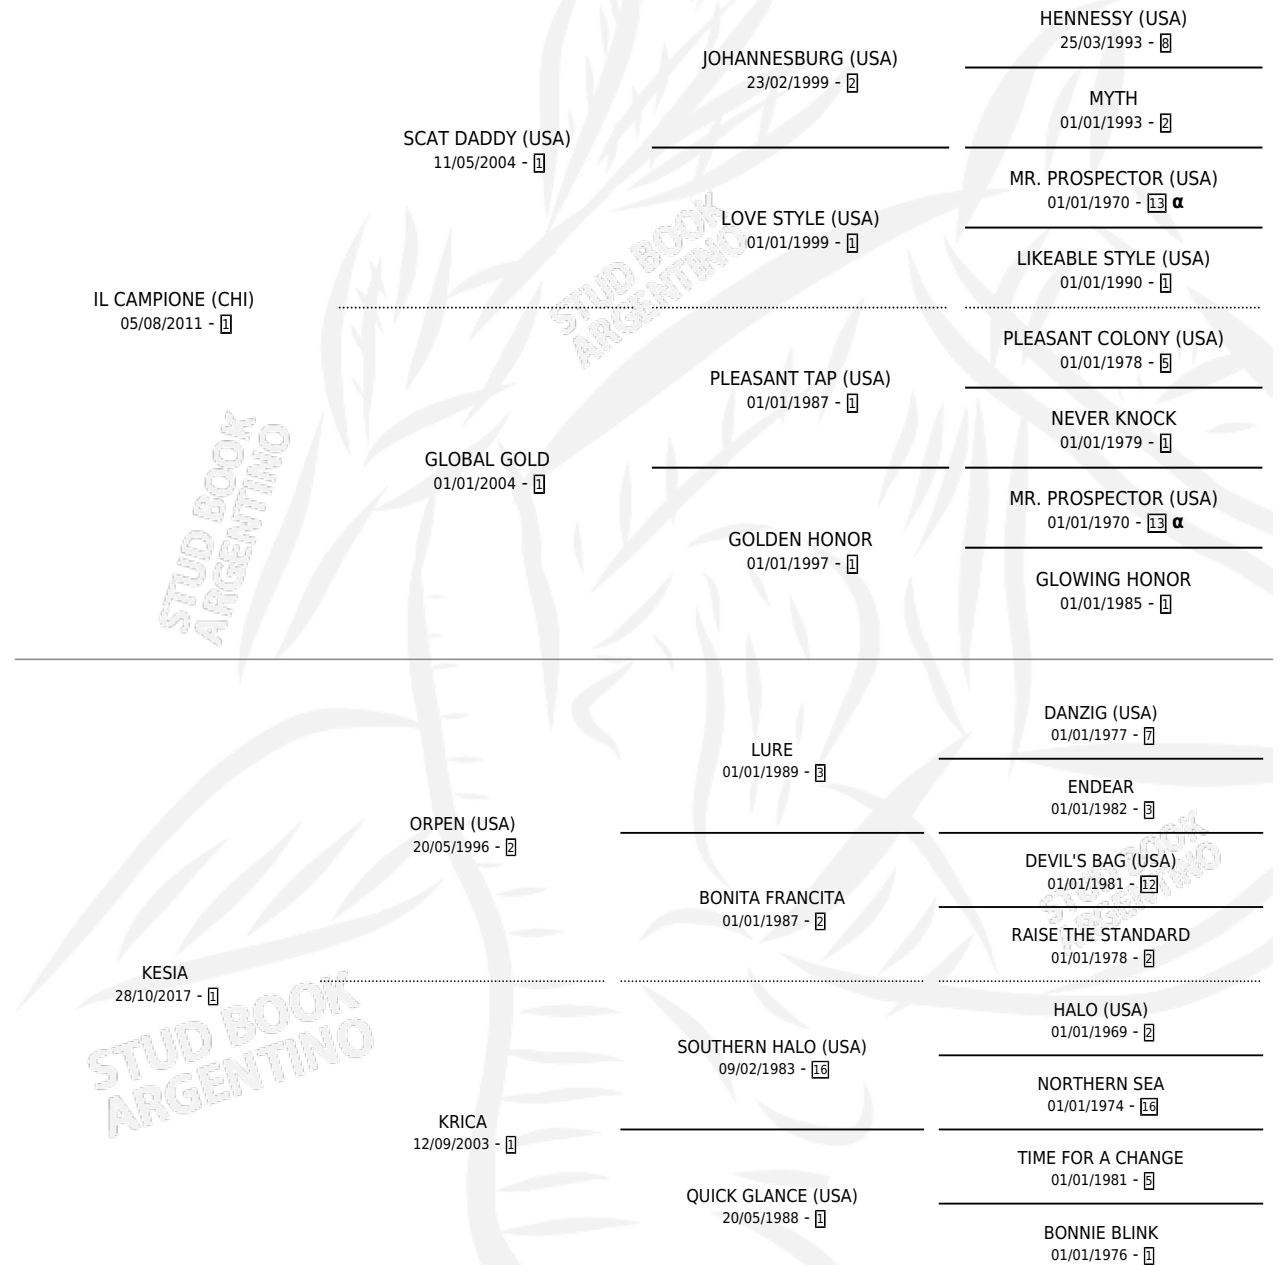 HENNESSY (USA)
25/03/1993 - 8
JOHANNESBURG (USA)
23/02/1999 - 2
MYTH
01/01/1993 - 2
SCAT DADDY (USA)
11/05/2004 - 1
MR. PROSPECTOR (USA)
01/01/1970 - 13 α
LOVE STYLE (USA)
01/01/1999 - 1
LIKEABLE STYLE (USA)
01/01/1990 - 1
IL CAMPIONE (CHI)
05/08/2011 - 1
PLEASANT COLONY (USA)
01/01/1978 - 5
PLEASANT TAP (USA)
01/01/1987 - 1
NEVER KNOCK
01/01/1979 - 1
GLOBAL GOLD
01/01/2004 - 1
MR. PROSPECTOR (USA)
01/01/1970 - 13 α
GOLDEN HONOR
01/01/1997 - 1
GLOWING HONOR
01/01/1985 - 1
DANZIG (USA)
01/01/1977 - 7
LURE
01/01/1989 - 3
ENDEAR
01/01/1982 - 3
ORPEN (USA)
20/05/1996 - 2
DEVIL'S BAG (USA)
01/01/1981 - 12
BONITA FRANCITA
01/01/1987 - 2
RAISE THE STANDARD
01/01/1978 - 2
KESIA
28/10/2017 - 1
HALO (USA)
01/01/1969 - 2
SOUTHERN HALO (USA)
09/02/1983 - 16
NORTHERN SEA
01/01/1974 - 16
KRICA
12/09/2003 - 1
TIME FOR A CHANGE
01/01/1981 - 5
QUICK GLANCE (USA)
20/05/1988 - 1
BONNIE BLINK
01/01/1976 - 1
STUD BOOK
ARGENTINO
STUD BOOK
ARGENTINO
STUD BOOK
ARGENTINO
STUD BOOK
ARGENTINO